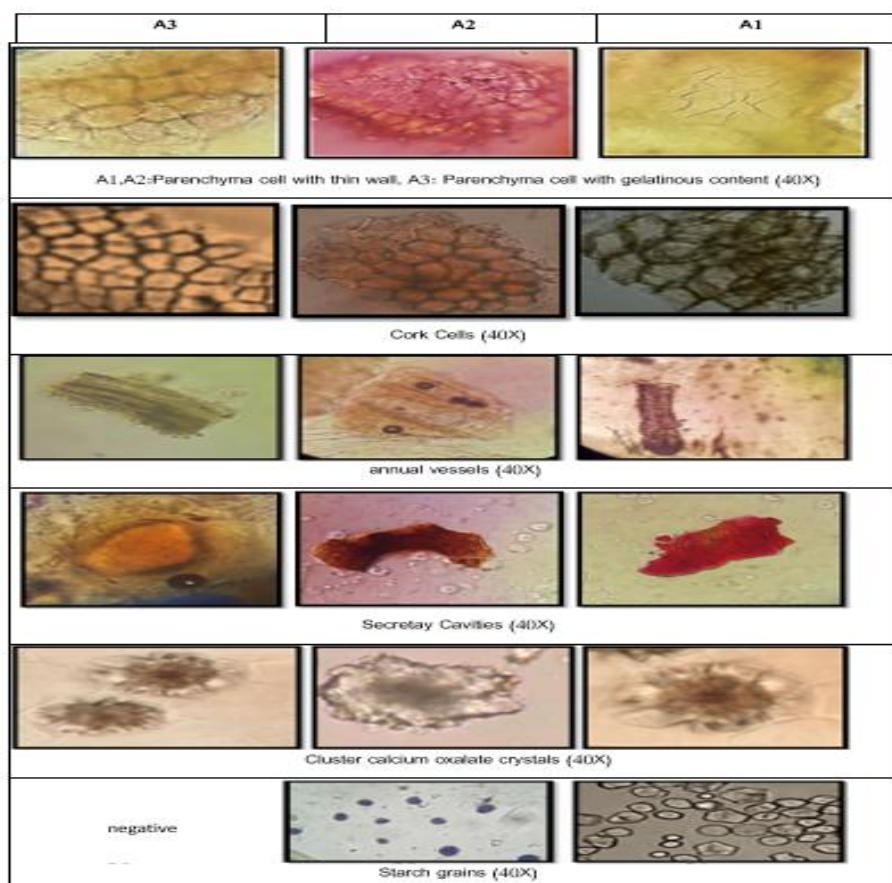 A3 A2 A1
A1,A2:Parenchyma cell with thin wall, A3: Parenchyma cell with gelatinous content (40X)
Cork Cells (40X)
annual vessels (40X)
Secretay Cavities (40X)
Cluster calcium oxalate crystals (40X)
negative
Starch grains (40X)